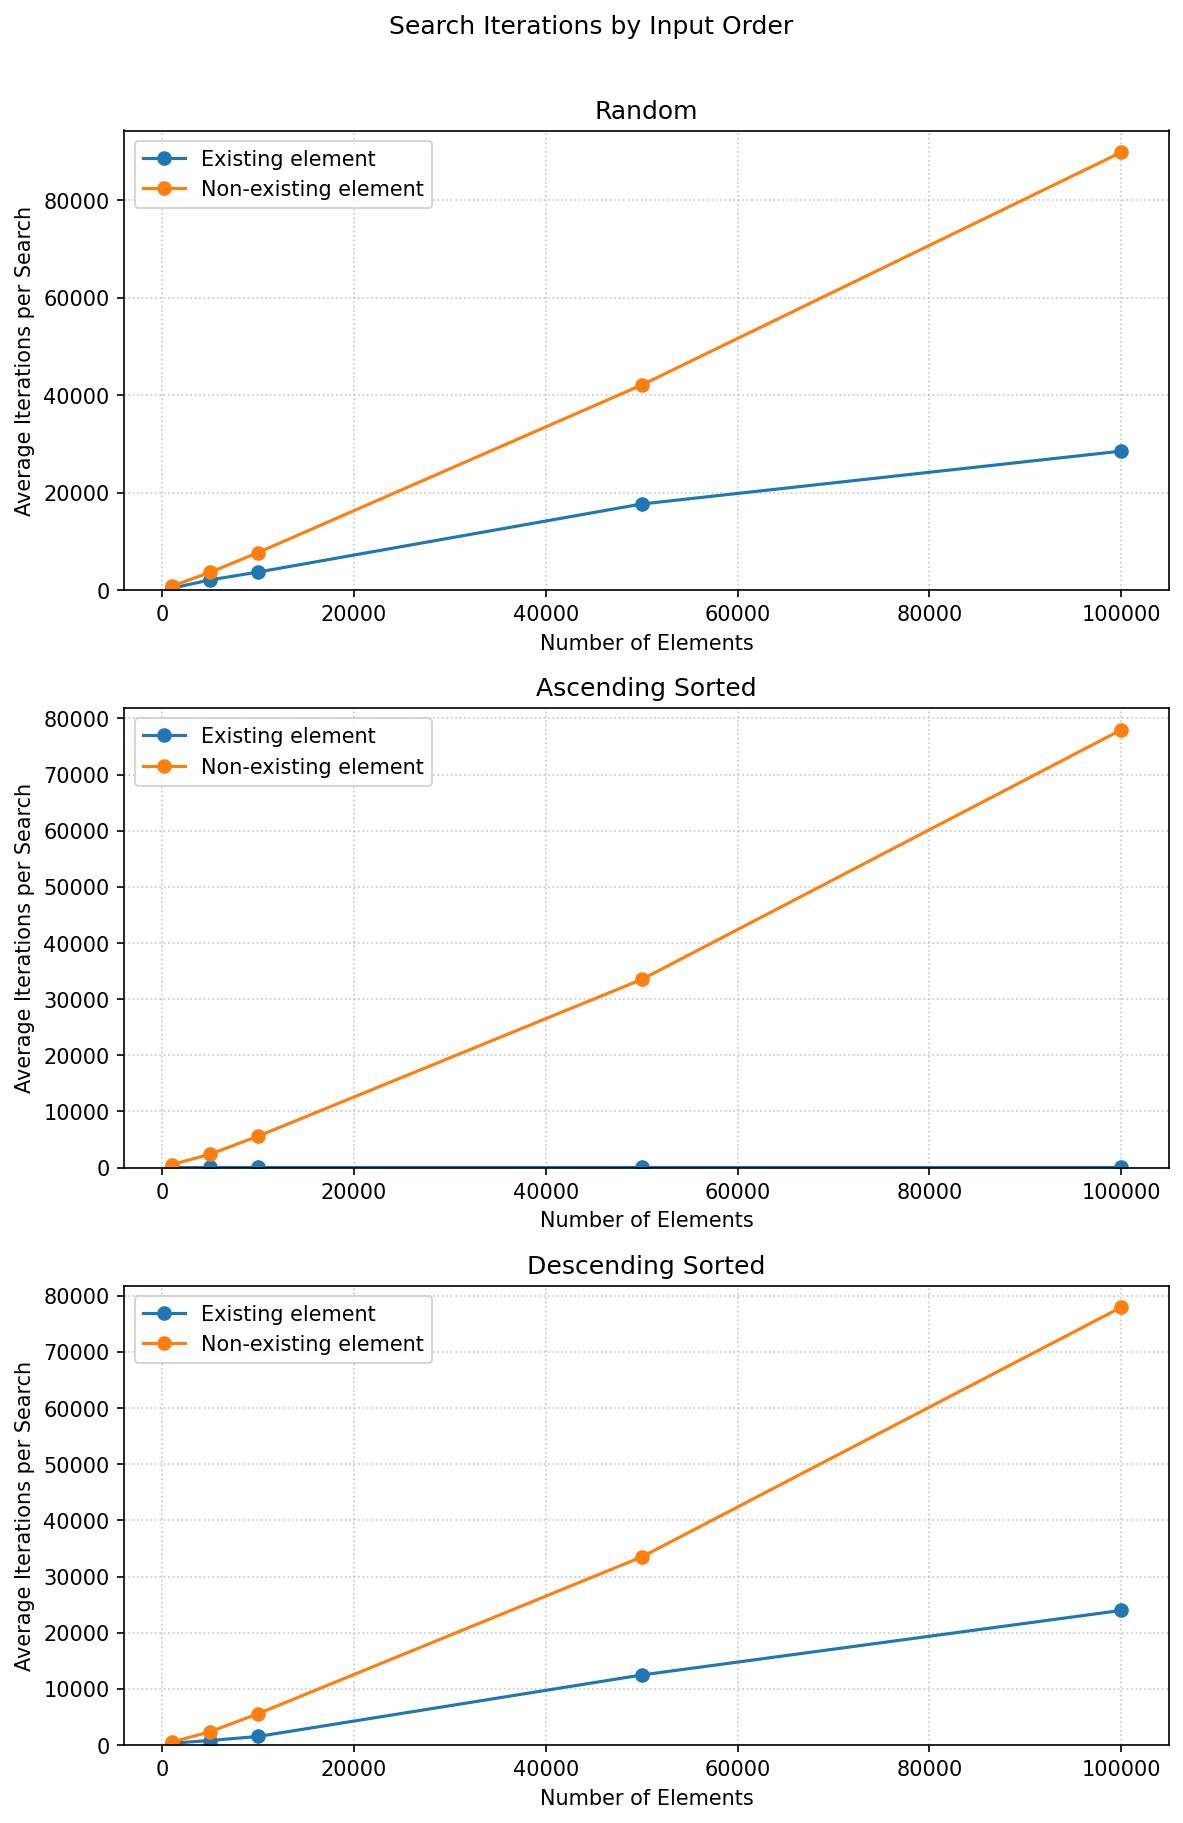 Search Iterations by Input Order
Random
Existing element
Non-existing element
Average Iterations per Search
80000
60000
40000
20000
0
0 20000 40000 60000 80000 100000
Number of Elements
Ascending Sorted
Existing element
Non-existing element
Average Iterations per Search
80000
70000
60000
50000
40000
30000
20000
10000
0
0 20000 40000 60000 80000 100000
Number of Elements
Descending Sorted
Existing element
Non-existing element
Average Iterations per Search
80000
70000
60000
50000
40000
30000
20000
10000
0
0 20000 40000 60000 80000 100000
Number of Elements